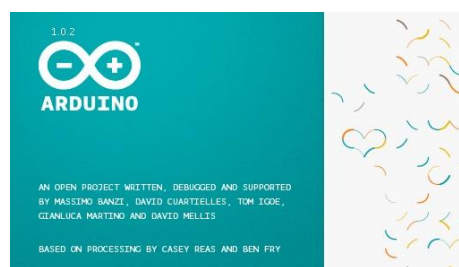 1.0.2
ARDUINO
AN OPEN PROJECT WRITTEN, DEBUGGED AND SUPPORTED
BY MASSIMO BANZI, DAVID CUARTIELLES, TOM IGOE,
GIANLUCA MARTINO AND DAVID MELLIS
BASED ON PROCESSING BY CASEY REAS AND BEN FRY